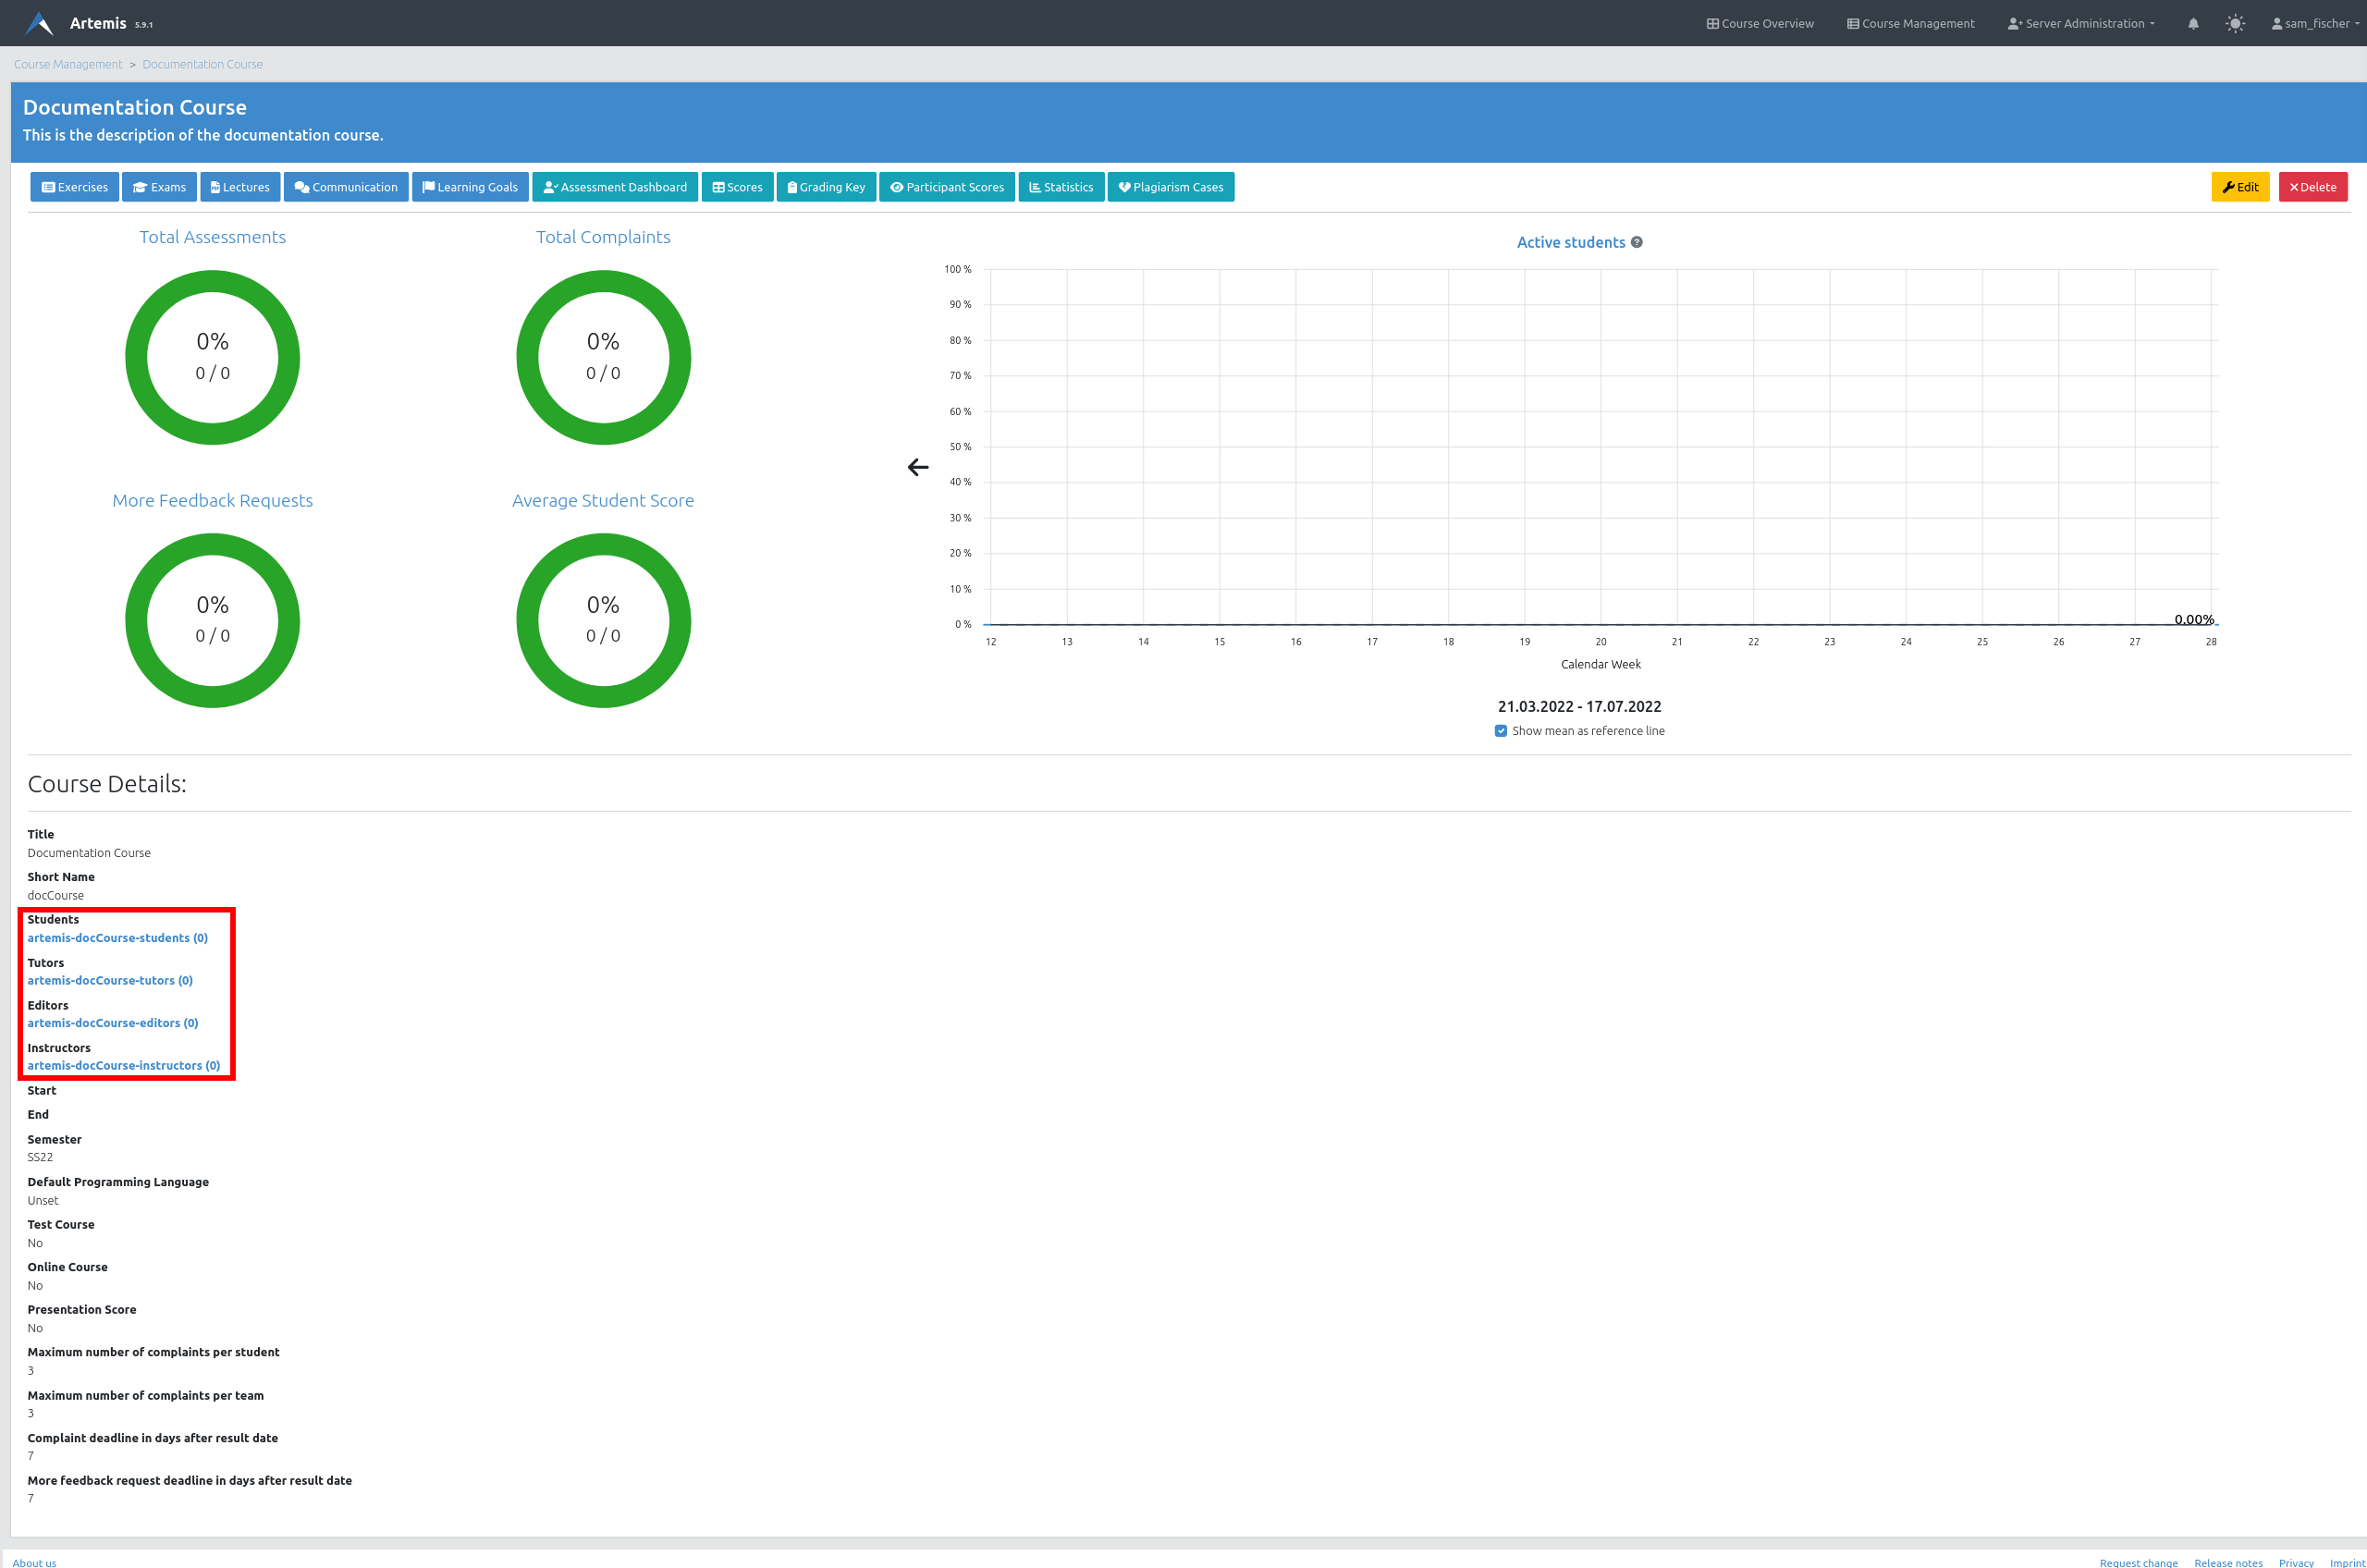 Artemis 5.9.1
Course Overview Course Management Server Administration sam_fischer
Course Management > Documentation Course
Documentation Course
This is the description of the documentation course.
Exercises Exams Lectures Communication Learning Goals Assessment Dashboard Scores Grading Key Participant Scores Statistics Plagiarism Cases Edit Delete
Total Assessments
0%
0 / 0
Total Complaints
0%
0 / 0
More Feedback Requests
0%
0 / 0
Average Student Score
0%
0 / 0
Active students
100 %
90 %
80 %
70 %
60 %
50 %
40 %
30 %
20 %
10 %
0 %
0.00%
12 13 14 15 16 17 18 19 20 21 22 23 24 25 26 27 28
Calendar Week
21.03.2022 - 17.07.2022
Show mean as reference line
Course Details:
Title
Documentation Course
Short Name
docCourse
Students
artemis-docCourse-students (0)
Tutors
artemis-docCourse-tutors (0)
Editors
artemis-docCourse-editors (0)
Instructors
artemis-docCourse-instructors (0)
Start
End
Semester
SS22
Default Programming Language
Unset
Test Course
No
Online Course
No
Presentation Score
No
Maximum number of complaints per student
3
Maximum number of complaints per team
3
Complaint deadline in days after result date
7
More feedback request deadline in days after result date
7
About us
Request change Release notes Privacy Imprint